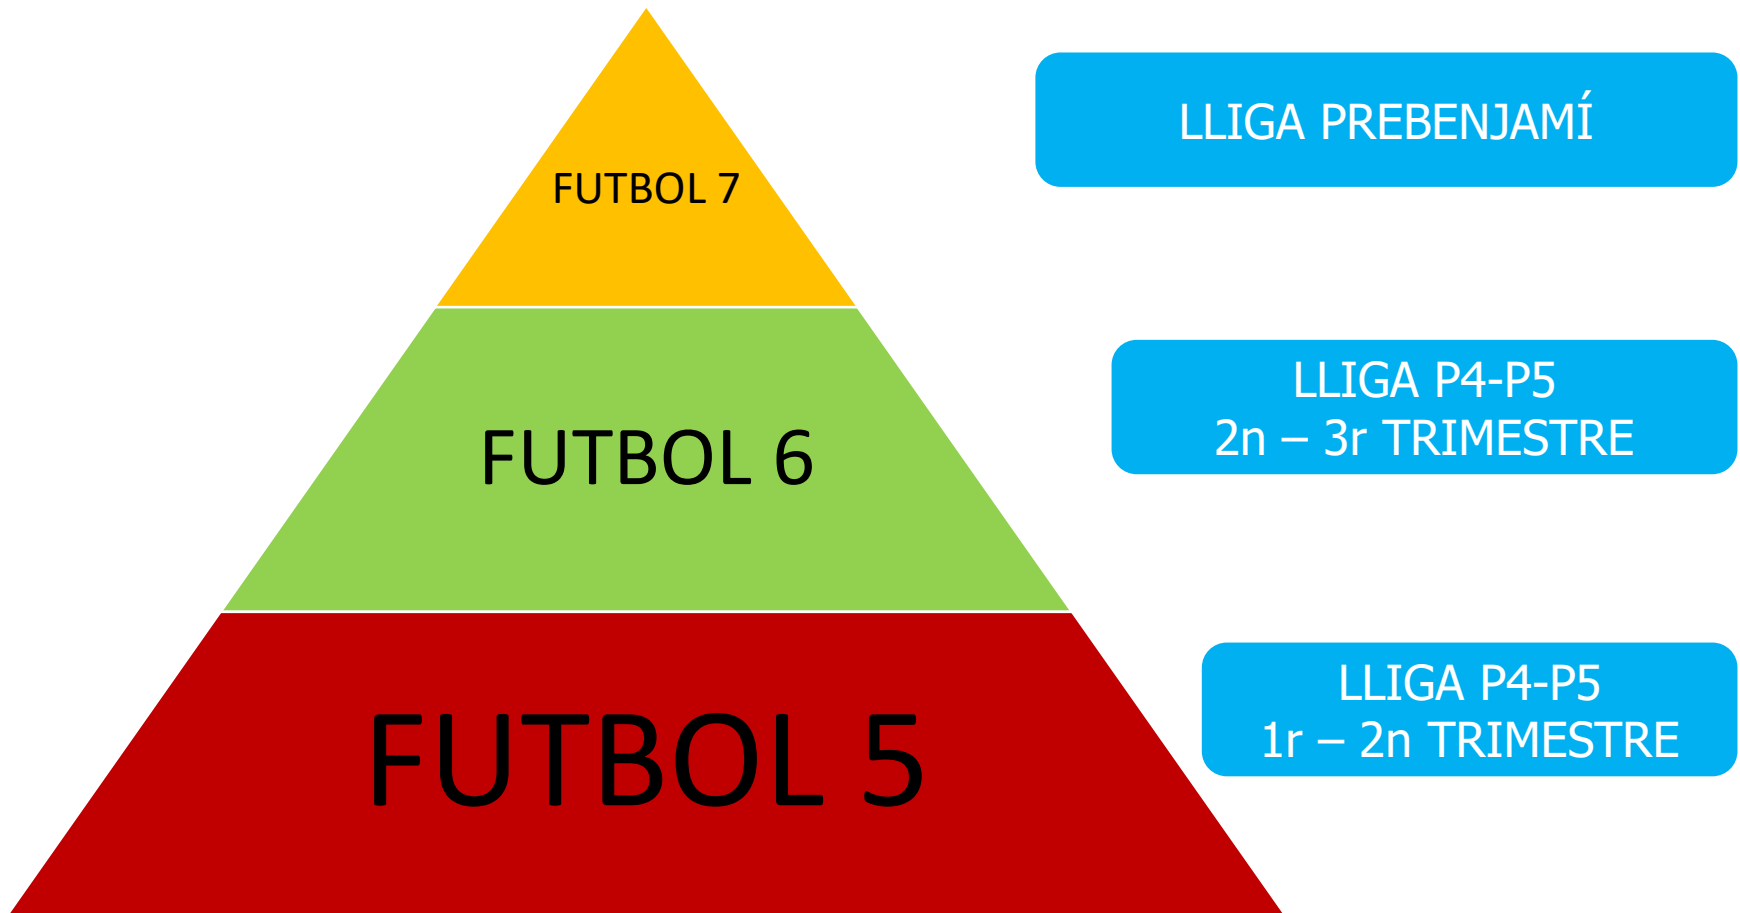 FUTBOL 7
LLIGA PREBENJAMÍ
FUTBOL 6
LLIGA P4-P5
2n – 3r TRIMESTRE
FUTBOL 5
LLIGA P4-P5
1r – 2n TRIMESTRE